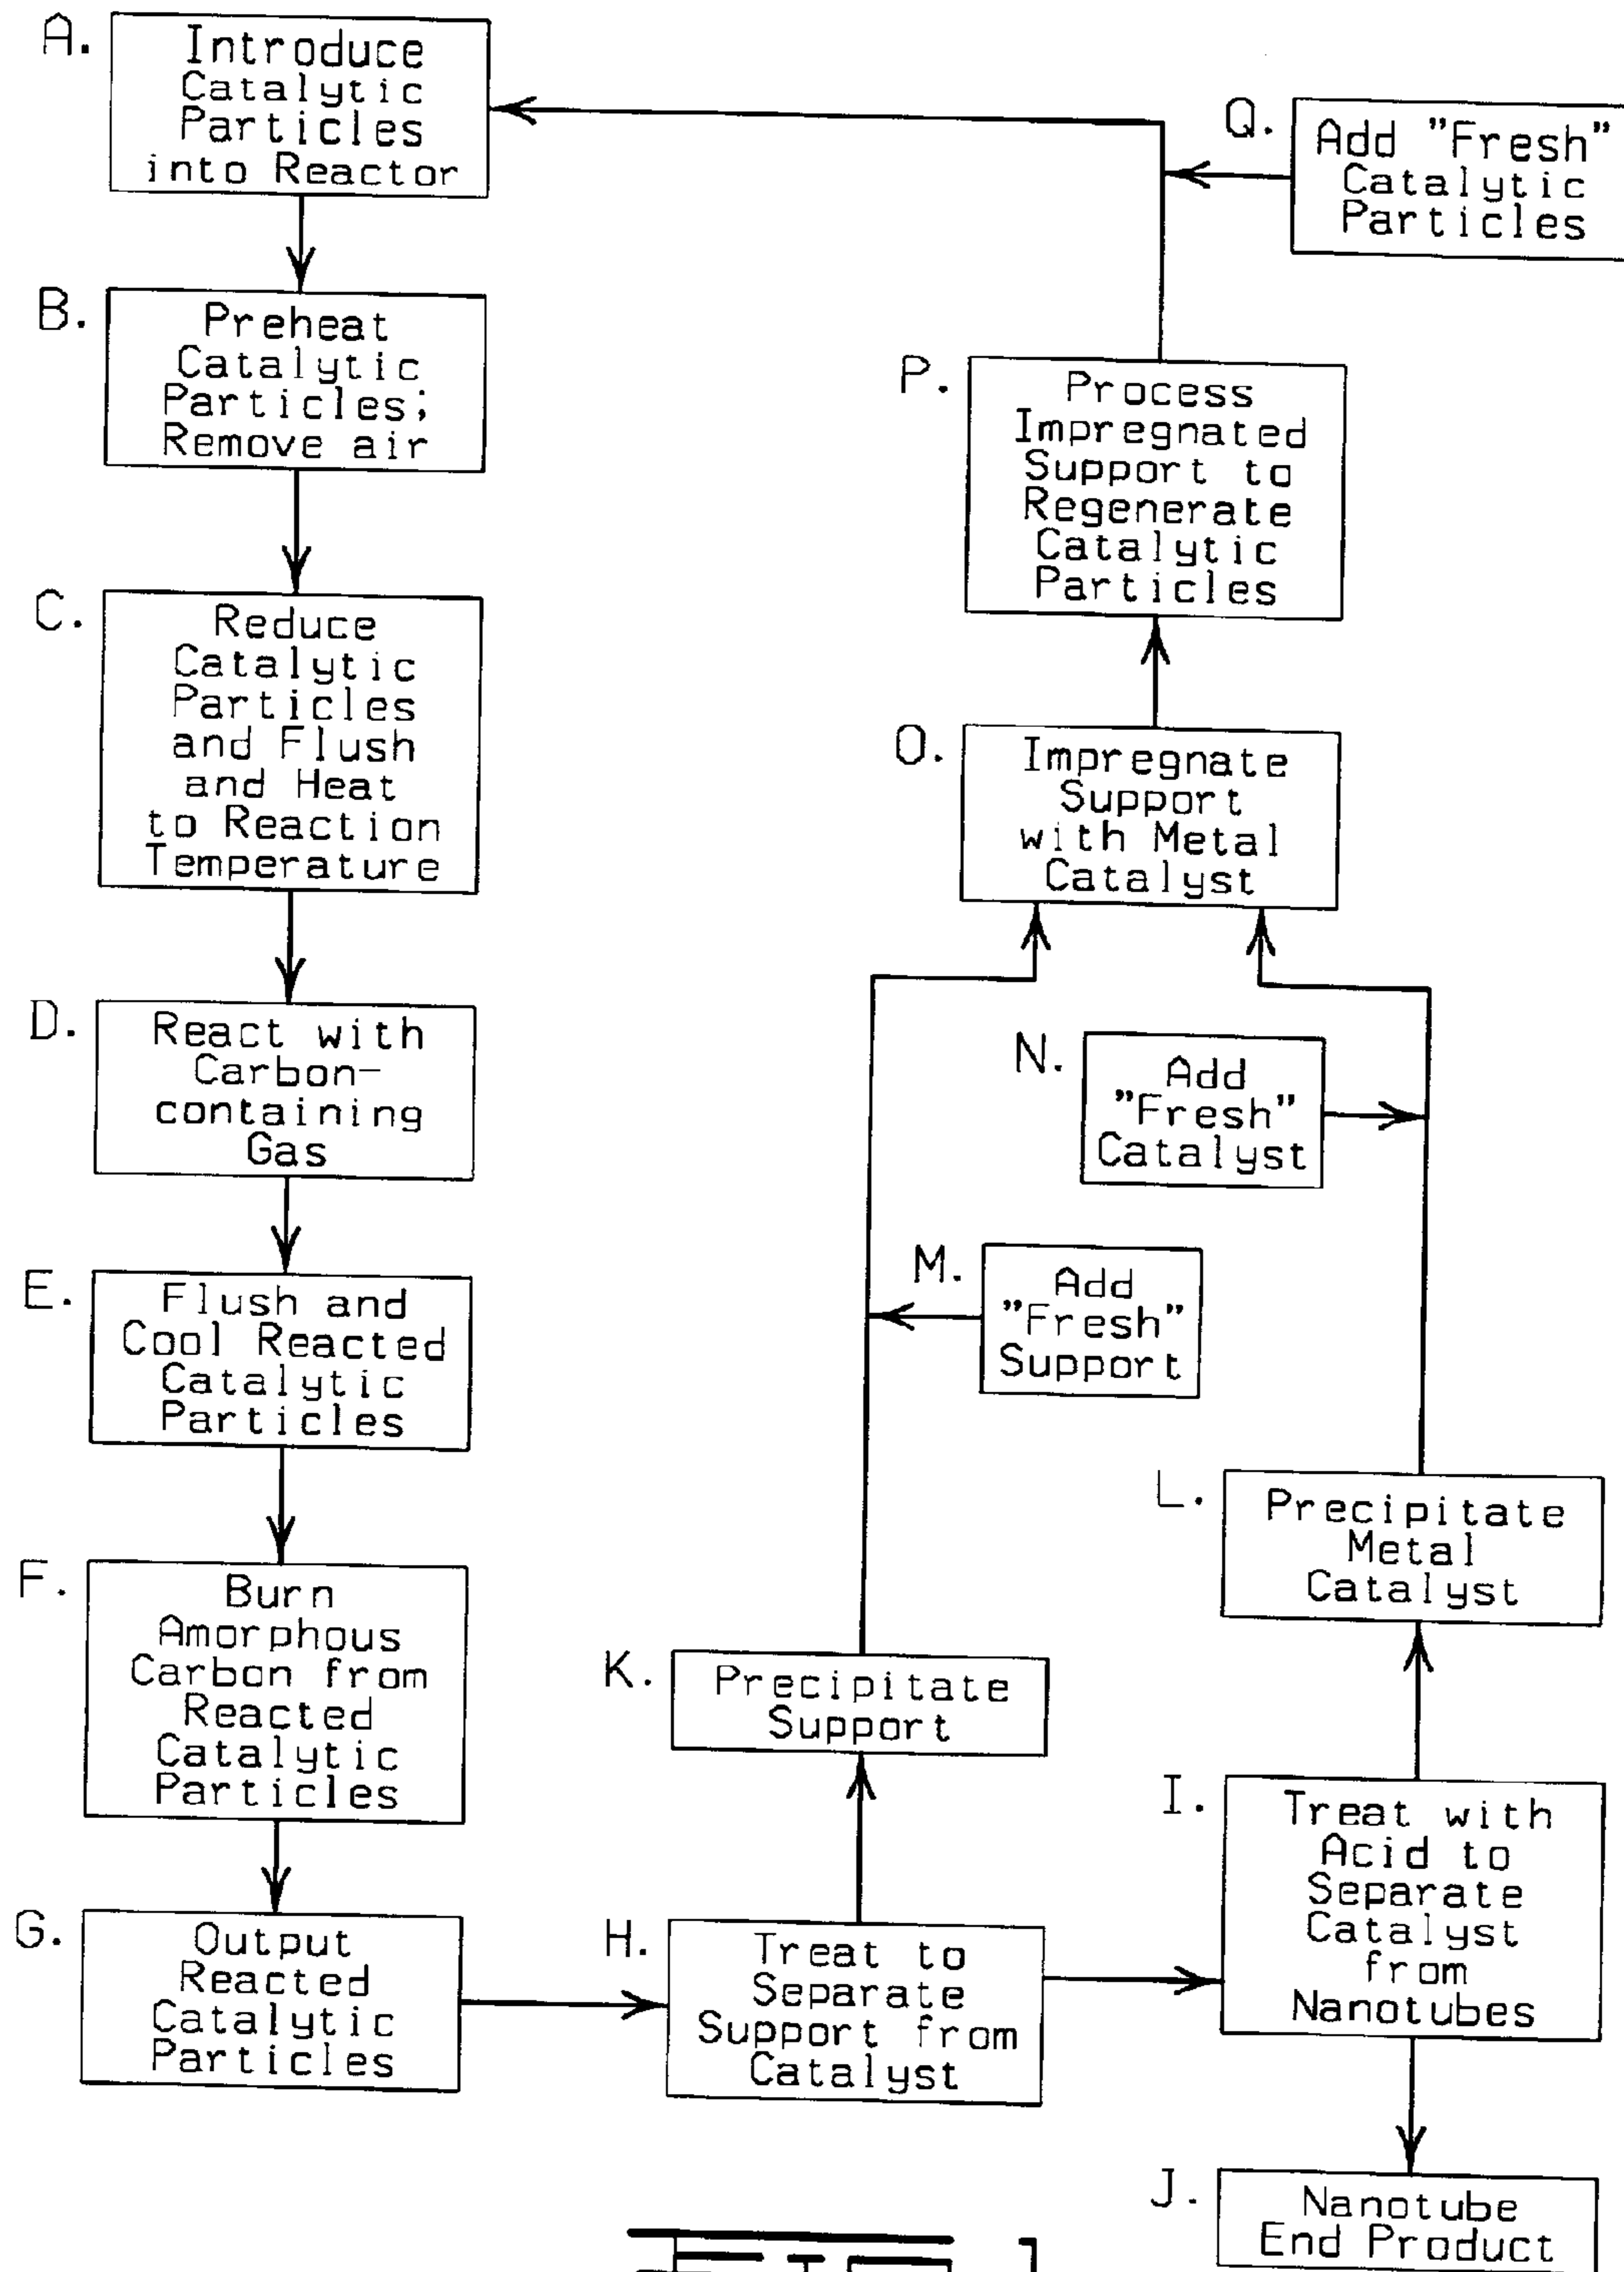 A.
Introduce
Catalytic
Particles
into Reactor
B.
Preheat
Catalytic
Particles;
Remove air
C.
Reduce
Catalytic
Particles
and Flush
and Heat
to Reaction
Temperature
D.
React with
Carbon-
containing
Gas
E.
Flush and
Cool Reacted
Catalytic
Particles
F.
Burn
Amorphous
Carbon from
Reacted
Catalytic
Particles
G.
Output
Reacted
Catalytic
Particles
H.
Treat to
Separate
Support from
Catalyst
I.
Treat with
Acid to
Separate
Catalyst
from
Nanotubes
J.
Nanotube
End Product
K.
Precipitate
Support
L.
Precipitate
Metal
Catalyst
M.
Add
"Fresh"
Support
N.
Add
"Fresh"
Catalyst
O.
Impregnate
Support
with Metal
Catalyst
P.
Process
Impregnated
Support to
Regenerate
Catalytic
Particles
Q.
Add "Fresh"
Catalytic
Particles